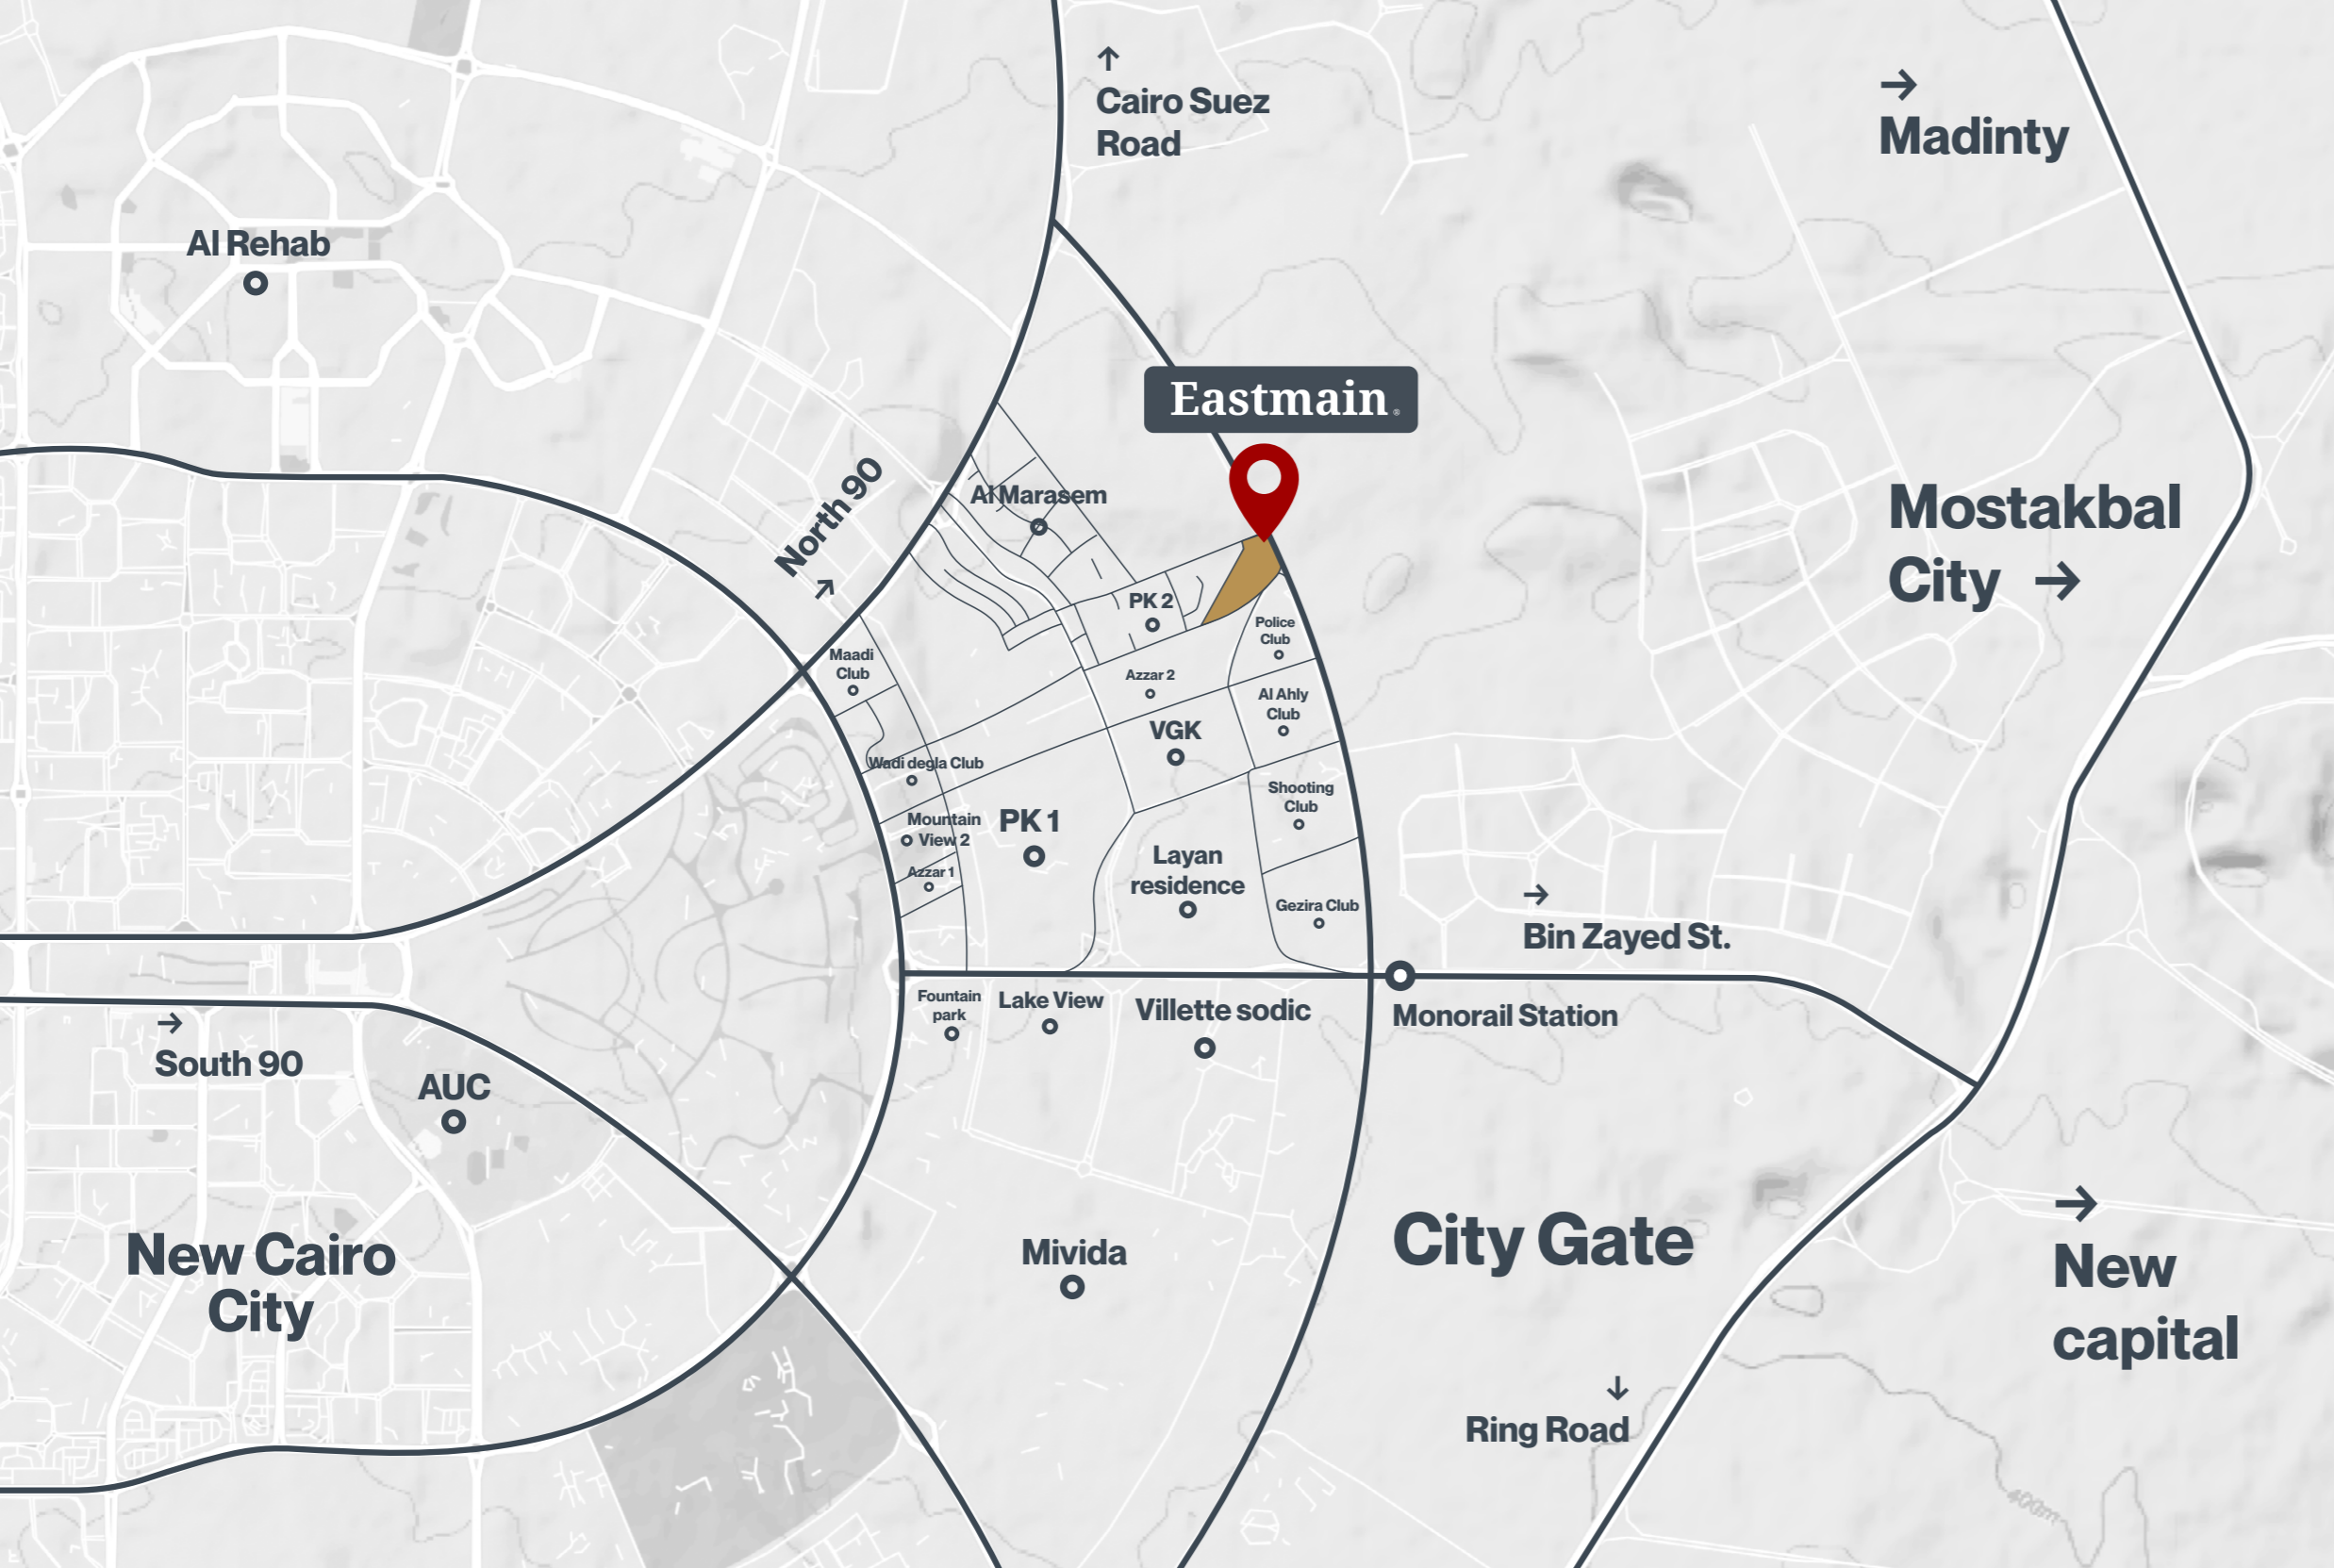 ↑
Cairo Suez
Road
→
Madinty
Al Rehab
Eastmain®
North 90
↗
Al Marasem
Mostakbal
City →
PK 2
Police
Club
Maadi
Club
Azzar 2
Al Ahly
Club
VGK
Wadi degla Club
Shooting
Club
Mountain
View 2
PK 1
Layan
residence
Azzar 1
Gezira Club
→
Bin Zayed St.
Fountain
park
Lake View
Villette sodic
Monorail Station
→
South 90
AUC
New Cairo
City
Mivida
City Gate
→
New
capital
↓
Ring Road
400m